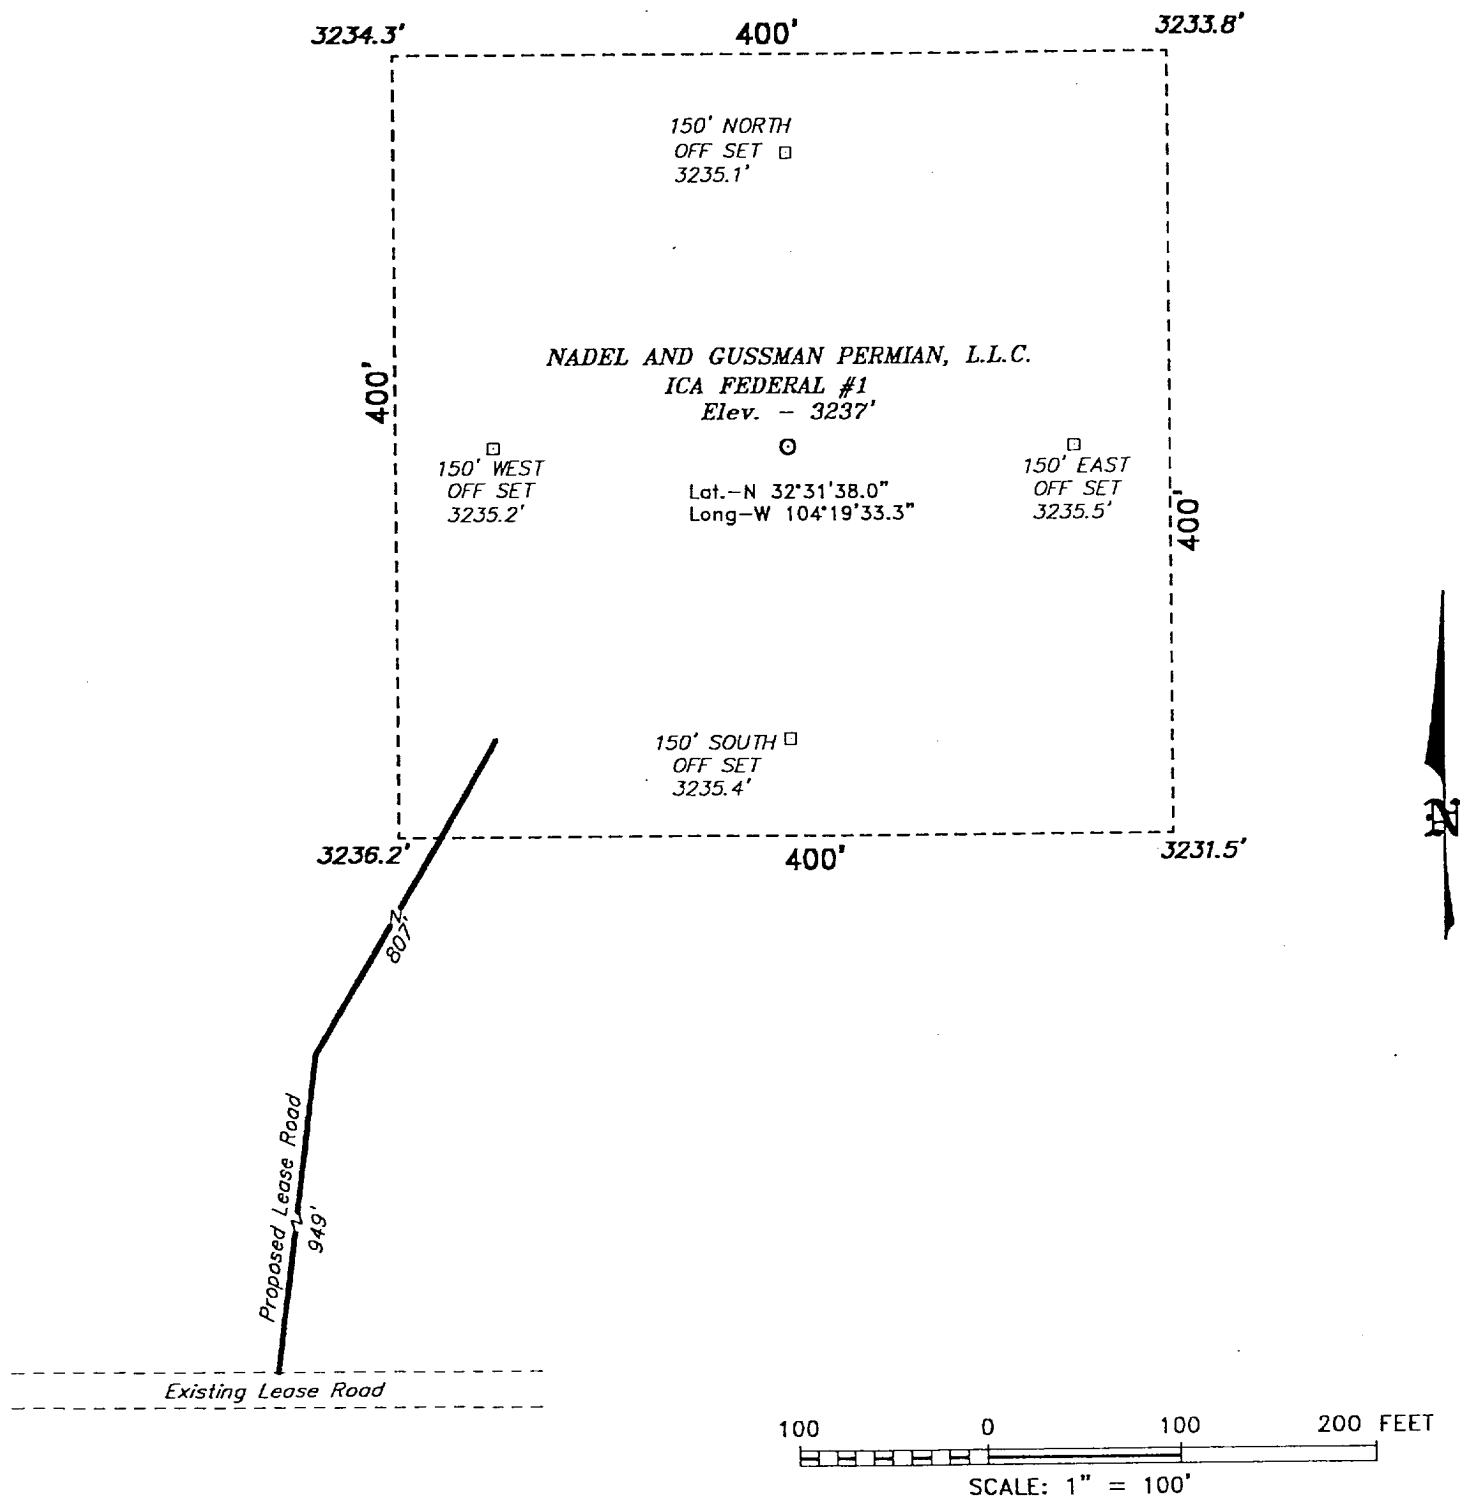 3234.3'
400'
3233.8'
150' NORTH
OFF SET
3235.1'
400'
NADEL AND GUSSMAN PERMIAN, L.L.C.
ICA FEDERAL #1
Elev. - 3237'
150' WEST
OFF SET
3235.2'
Lat.-N 32°31'38.0"
Long-W 104°19'33.3"
150' EAST
OFF SET
3235.5'
400'
150' SOUTH
OFF SET
3235.4'
N
3236.2'
400'
3231.5'
807'
Proposed Lease Road
949'
Existing Lease Road
100 0 100 200 FEET
SCALE: 1" = 100'